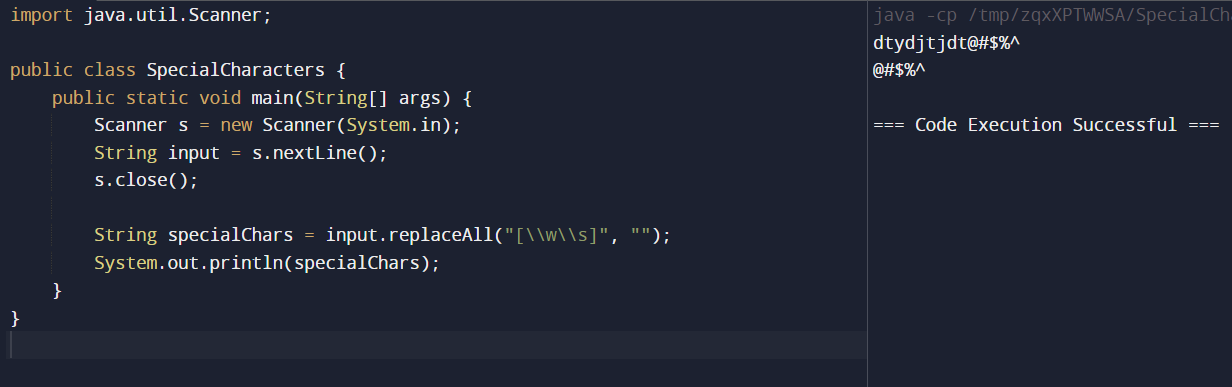 import java.util.Scanner;
public class SpecialCharacters {
    public static void main(String[] args) {
        Scanner s = new Scanner(System.in);
        String input = s.nextLine();
        s.close();
        String specialChars = input.replaceAll("[\\w\\s]", "");
        System.out.println(specialChars);
    }
}
java -cp /tmp/zqxXPTWWSA/SpecialCh
dtydjtjdt@#$%^
@#$%^
=== Code Execution Successful ===